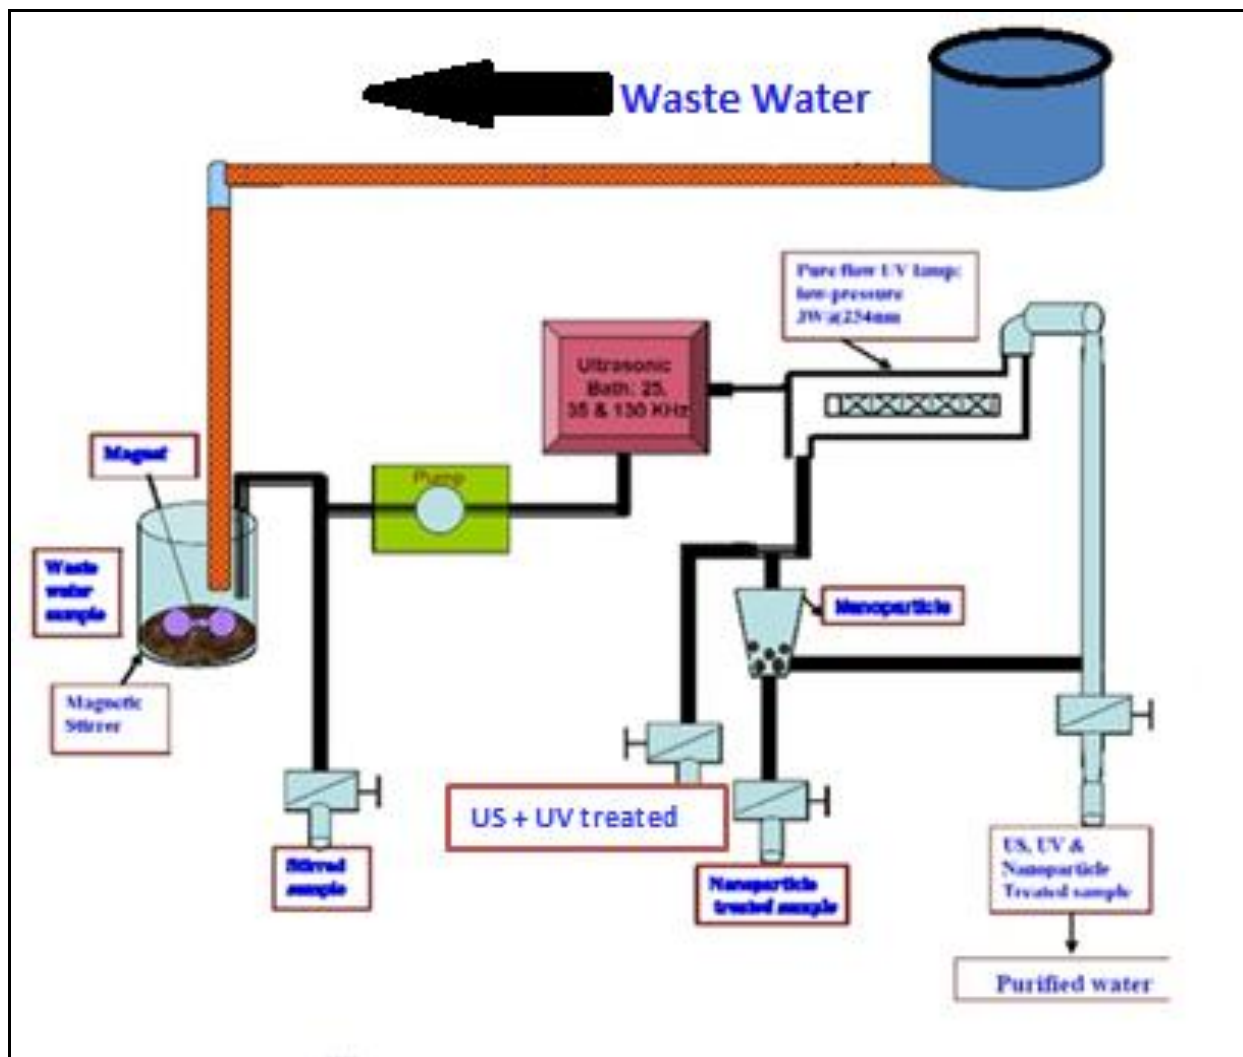 Waste Water
Pure flow UV lamp:
low-pressure
3W@254nm
Ultrasonic
Bath: 25,
35 & 130 KHz
Magnet
Pump
Waste
water
sample
Nanoparticle
Magnetic
Stirrer
US + UV treated
Stirred
sample
Nanoparticle
treated sample
US, UV &
Nanoparticle
Treated sample
Purified water